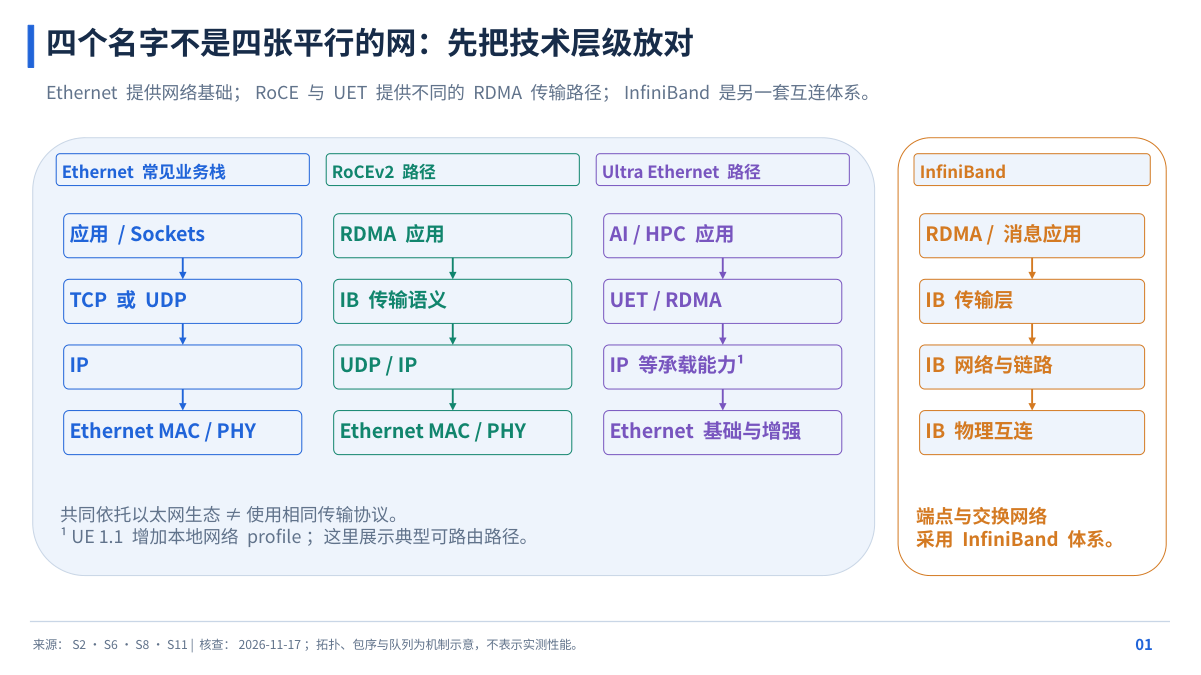 四个名字不是四张平行的网：先把技术层级放对
Ethernet 提供网络基础； RoCE 与 UET 提供不同的 RDMA 传输路径； InfiniBand 是另一套互连体系。
Ethernet 常见业务栈
应用 / Sockets
TCP 或 UDP
IP
Ethernet MAC / PHY
RoCEv2 路径
RDMA 应用
IB 传输语义
UDP / IP
Ethernet MAC / PHY
Ultra Ethernet 路径
AI / HPC 应用
UET / RDMA
IP 等承载能力¹
Ethernet 基础与增强
共同依托以太网生态 ≠ 使用相同传输协议。
¹ UE 1.1 增加本地网络 profile ；这里展示典型可路由路径。
InfiniBand
RDMA / 消息应用
IB 传输层
IB 网络与链路
IB 物理互连
端点与交换网络
采用 InfiniBand 体系。
来源： S2 · S6 · S8 · S11 | 核查： 2026-11-17 ；拓扑、包序与队列为机制示意，不表示实测性能。
01